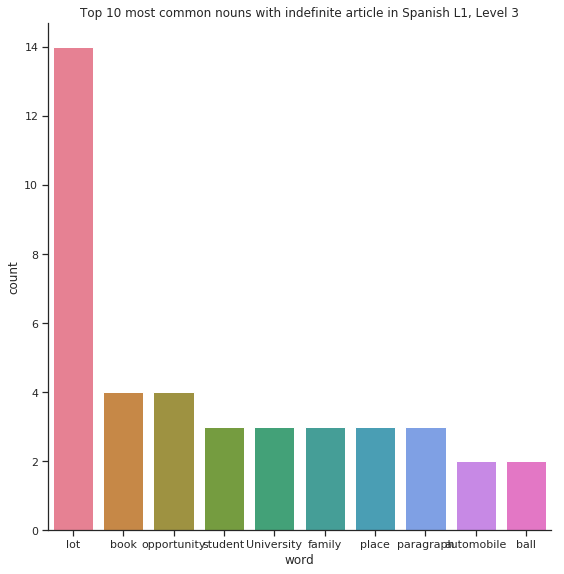 Top 10 most common nouns with indefinite article in Spanish L1, Level 3
14
12
10
8
6
4
2
0
count
lot book opportunity student University family place paragraph automobile ball
word